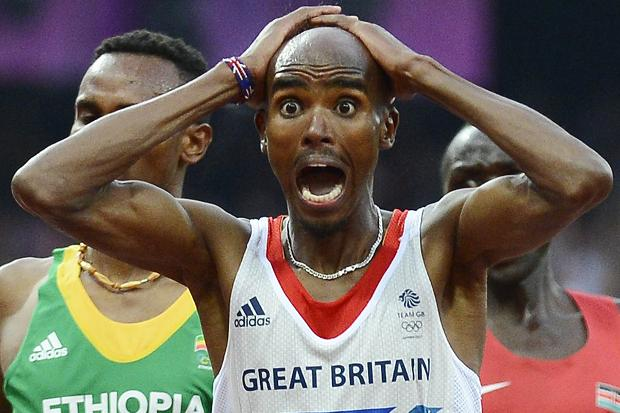 adidas
TEAM GB
GREAT BRITAIN
adidas
ETHIOPIA